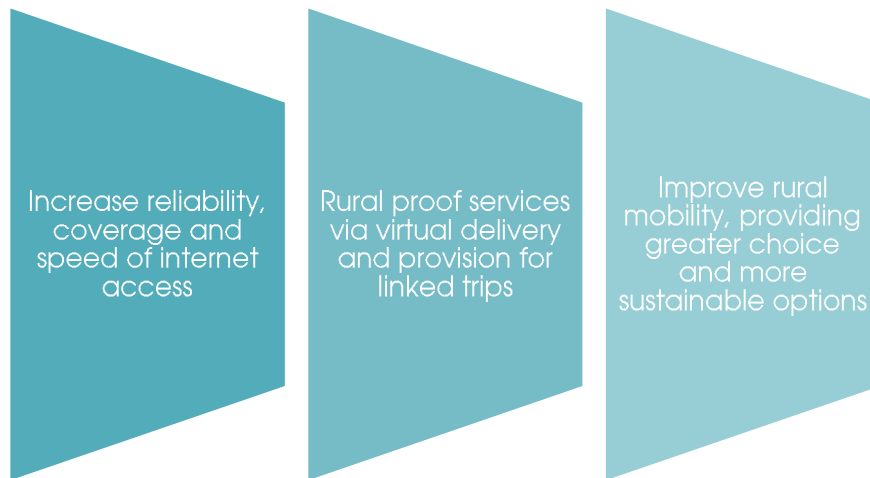 Increase reliability,
coverage and
speed of internet
access
Rural proof services
via virtual delivery
and provision for
linked trips
Improve rural
mobility, providing
greater choice
and more
sustainable options